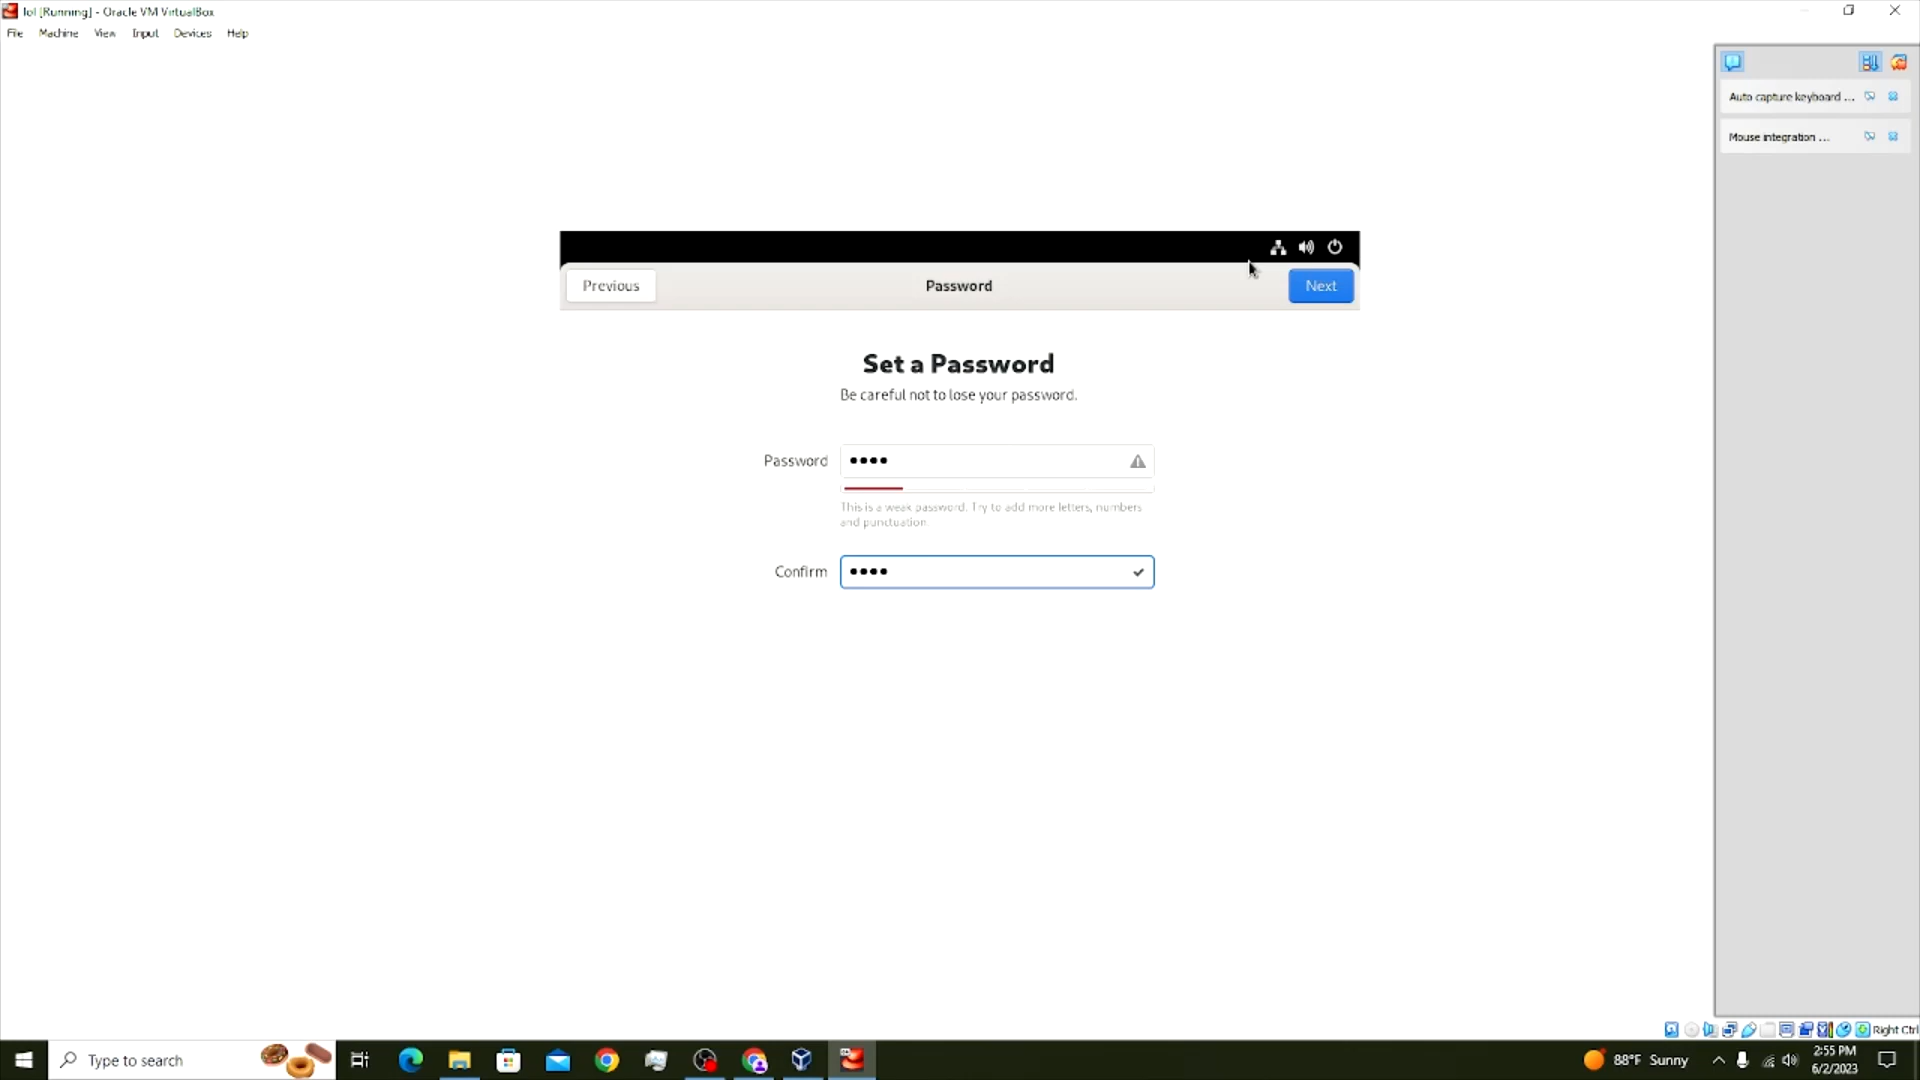 lol [Running] - Oracle VM VirtualBox
File Machine View Input Devices Help
Auto capture keyboard ...
Mouse integration ...
Previous
Password
Next
Set a Password
Be careful not to lose your password.
Password ●●●●
This is a weak password. Try to add more letters, numbers
and punctuation.
Confirm ●●●●
Right Ctrl
Type to search
88°F Sunny
2:55 PM
6/2/2023